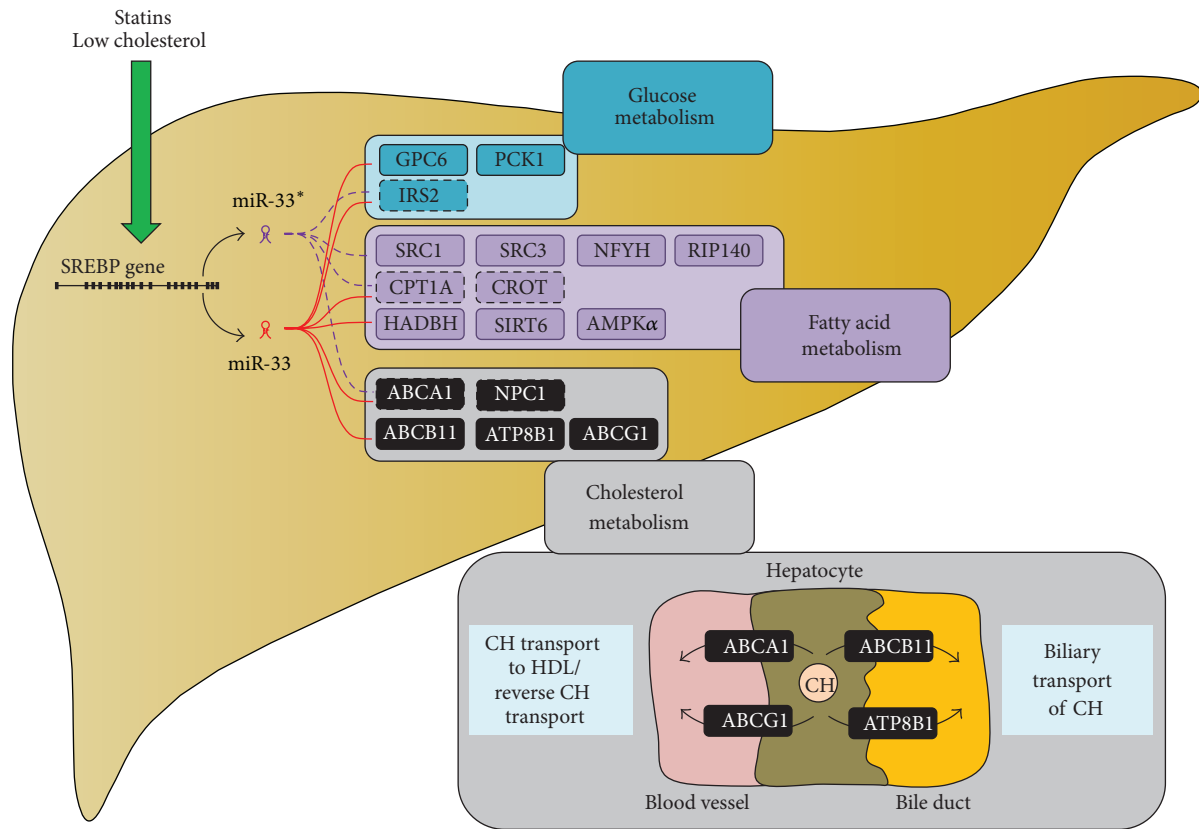 Statins
Low cholesterol
Glucose
metabolism
GPC6
PCK1
IRS2
miR-33*
SREBP gene
miR-33
SRC1
SRC3
NFYH
RIP140
CPT1A
CROT
HADBH
SIRT6
AMPKα
Fatty acid
metabolism
ABCA1
NPC1
ABCB11
ATP8B1
ABCG1
Cholesterol
metabolism
Hepatocyte
CH transport
to HDL/
reverse CH
transport
ABCA1
ABCB11
CH
ABCG1
ATP8B1
Biliary
transport
of CH
Blood vessel
Bile duct